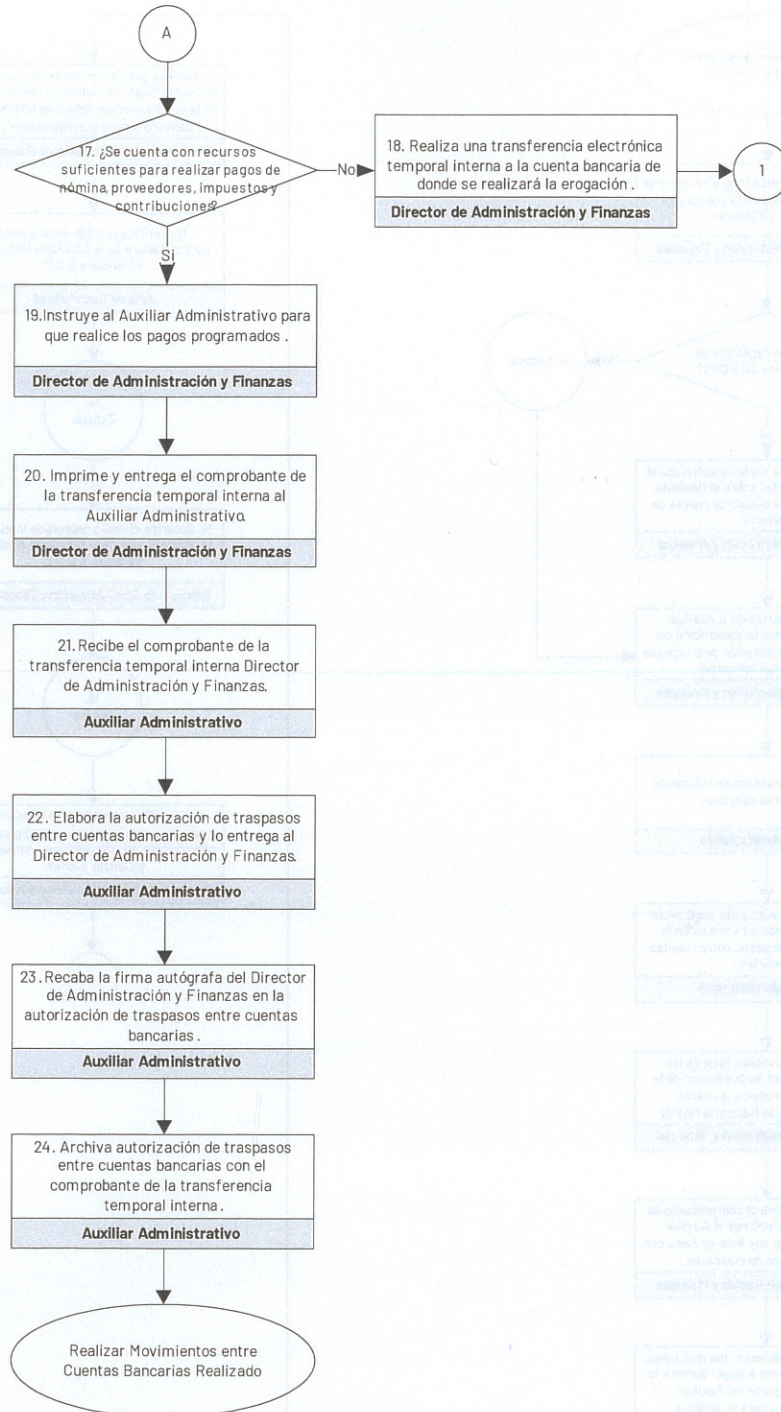 A
17. ¿Se cuenta con recursos
suficientes para realizar pagos de
nómina, proveedores, impuestos y
contribuciones?
No
18. Realiza una transferencia electrónica
temporal interna a la cuenta bancaria de
donde se realizará la erogación .
Director de Administración y Finanzas
1
Si
19.Instruye al Auxiliar Administrativo para
que realice los pagos programados .
Director de Administración y Finanzas
20. Imprime y entrega el comprobante de
la transferencia temporal interna al
Auxiliar Administrativo.
Director de Administración y Finanzas
21. Recibe el comprobante de la
transferencia temporal interna Director
de Administración y Finanzas.
Auxiliar Administrativo
22. Elabora la autorización de traspasos
entre cuentas bancarias y lo entrega al
Director de Administración y Finanzas.
Auxiliar Administrativo
23. Recaba la firma autógrafa del Director
de Administración y Finanzas en la
autorización de traspasos entre cuentas
bancarias .
Auxiliar Administrativo
24. Archiva autorización de traspasos
entre cuentas bancarias con el
comprobante de la transferencia
temporal interna .
Auxiliar Administrativo
Realizar Movimientos entre
Cuentas Bancarias Realizado